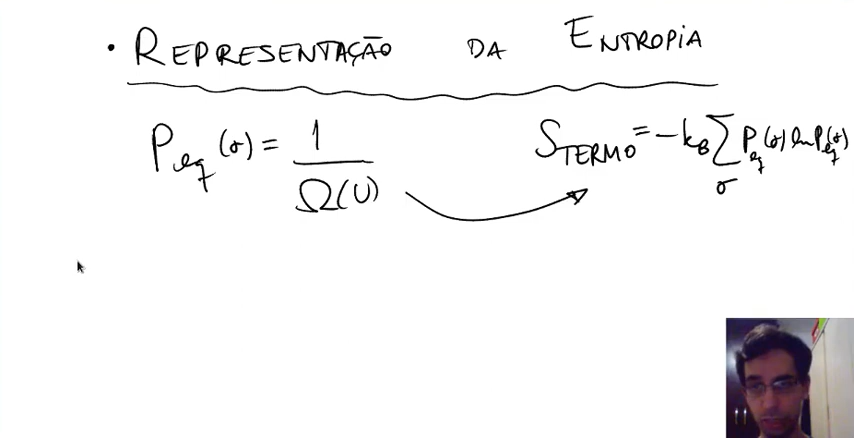 • REPRESENTAÇÃO DA ENTROPIA
P_eq(σ) = 1/Ω(U)
S_TERMO = -k_B ∑_σ P_eq(σ) ln P_eq(σ)